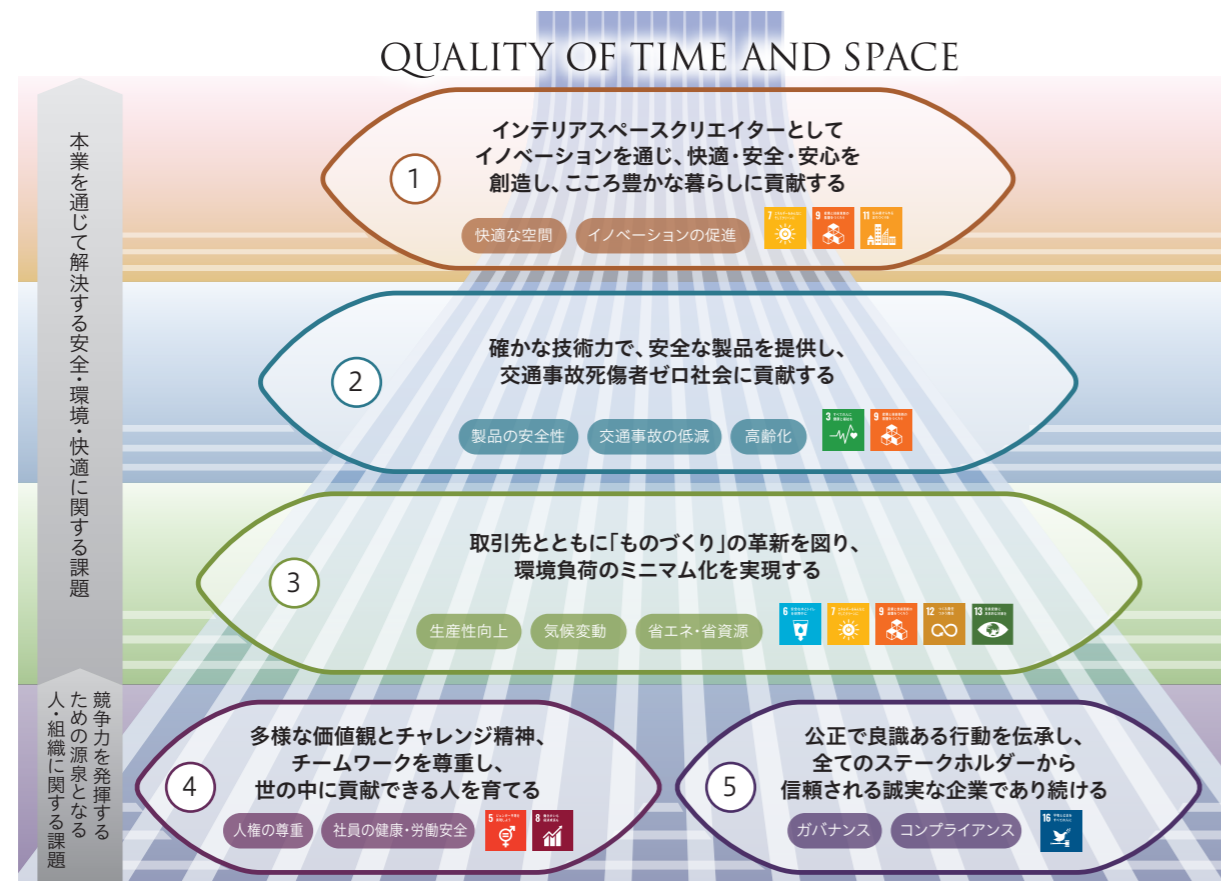 QUALITY OF TIME AND SPACE
本業を通じて解決する安全・環境・快適に関する課題
1
インテリアスペースクリエイターとして
イノベーションを通じ、快適・安全・安心を
創造し、こころ豊かな暮らしに貢献する
快適な空間
イノベーションの促進
7
9
11
2
確かな技術力で、安全な製品を提供し、
交通事故死傷者ゼロ社会に貢献する
製品の安全性
交通事故の低減
高齢化
3
9
3
取引先とともに「ものづくり」の革新を図り、
環境負荷のミニマム化を実現する
生産性向上
気候変動
省エネ・省資源
6
7
9
12
13
競争力を発揮する
ための源泉となる
人・組織に関する課題
4
多様な価値観とチャレンジ精神、
チームワークを尊重し、
世の中に貢献できる人を育てる
人権の尊重
社員の健康・労働安全
5
8
5
公正で良識ある行動を伝承し、
全てのステークホルダーから
信頼される誠実な企業であり続ける
ガバナンス
コンプライアンス
16